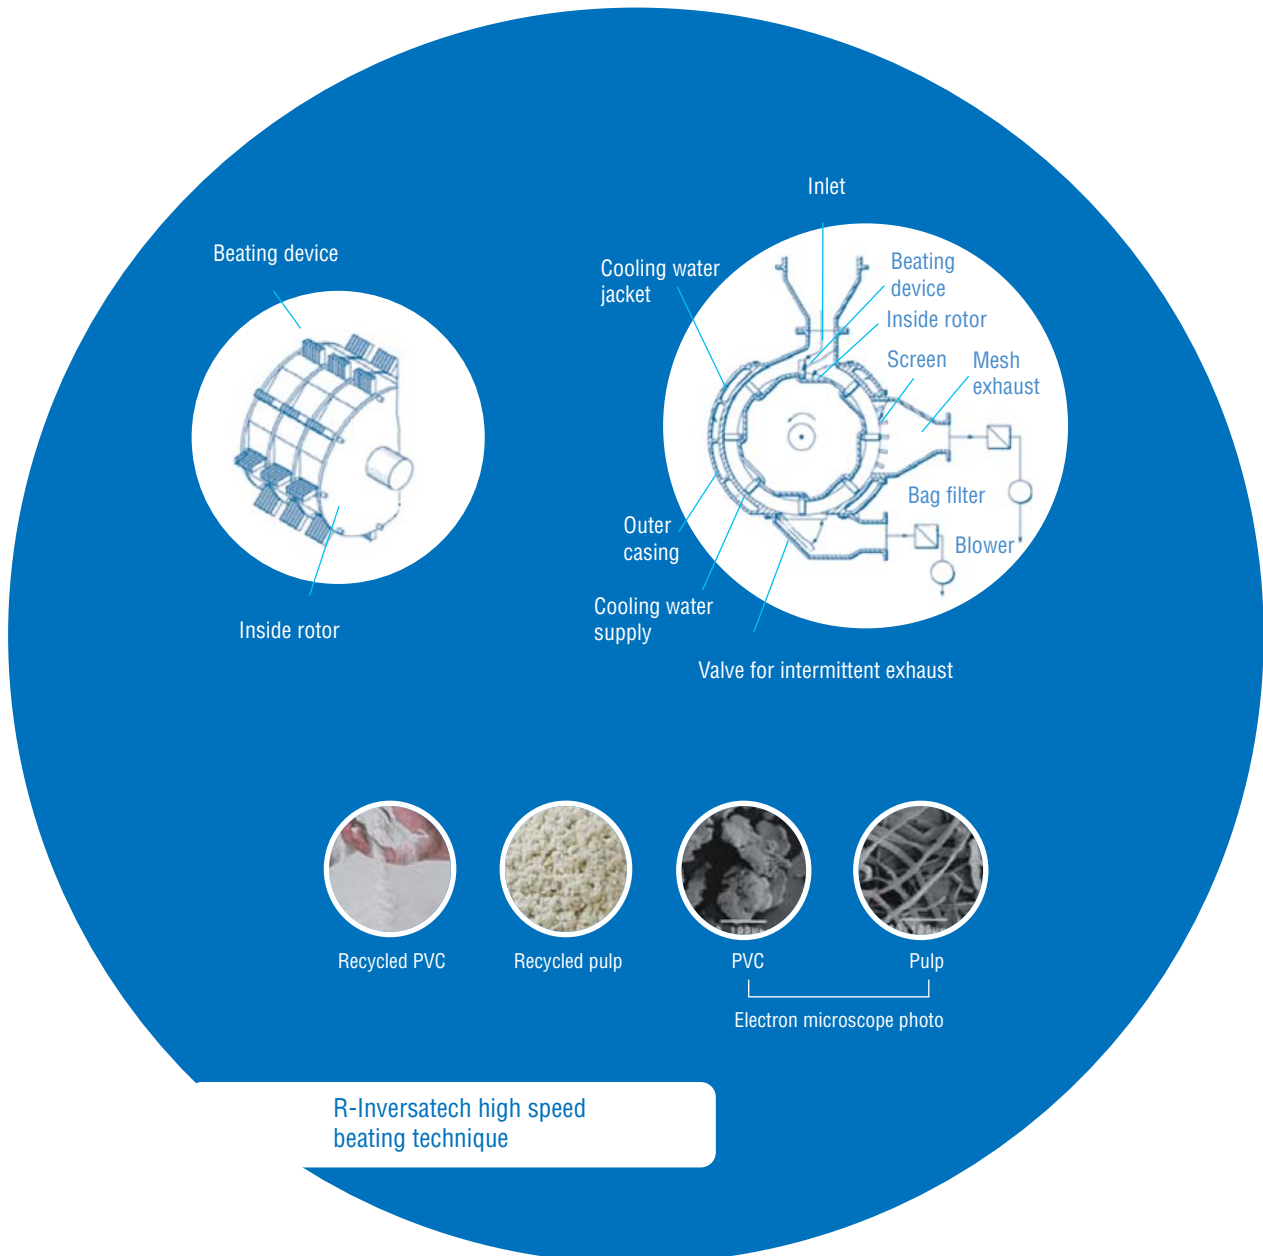 Inlet
Beating device
Cooling water
jacket
Beating
device
Inside rotor
Screen
Mesh
exhaust
Bag filter
Outer
casing
Blower
Cooling water
supply
Inside rotor
Valve for intermittent exhaust
Recycled PVC
Recycled pulp
PVC
Pulp
Electron microscope photo
R-Inversatech high speed
beating technique